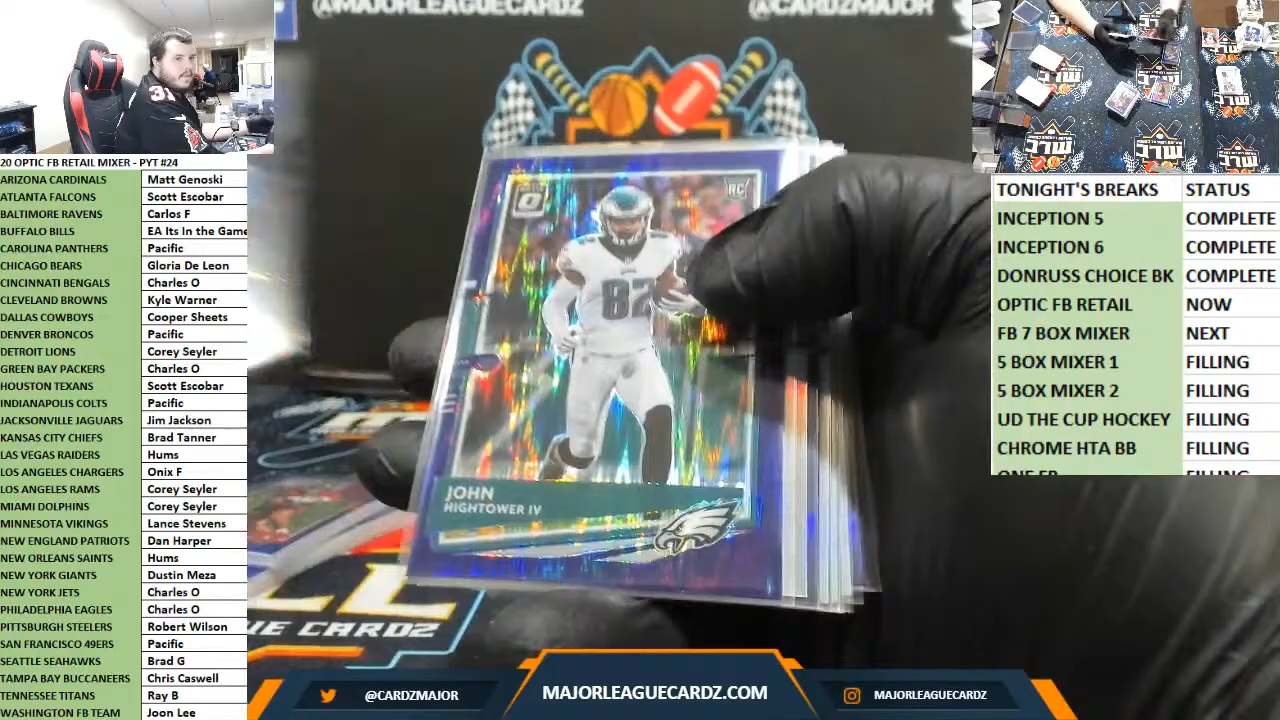 @MAJORLEAGUECARDZ
@CARDZMAJOR
20 OPTIC FB RETAIL MIXER - PYT #24
ARIZONA CARDINALS Matt Genoski
ATLANTA FALCONS Scott Escobar
BALTIMORE RAVENS Carlos F
BUFFALO BILLS EA Its In the Game
CAROLINA PANTHERS Pacific
CHICAGO BEARS Gloria De Leon
CINCINNATI BENGALS Charles O
CLEVELAND BROWNS Kyle Warner
DALLAS COWBOYS Cooper Sheets
DENVER BRONCOS Pacific
DETROIT LIONS Corey Seyler
GREEN BAY PACKERS Charles O
HOUSTON TEXANS Scott Escobar
INDIANAPOLIS COLTS Pacific
JACKSONVILLE JAGUARS Jim Jackson
KANSAS CITY CHIEFS Brad Tanner
LAS VEGAS RAIDERS Hums
LOS ANGELES CHARGERS Onix F
LOS ANGELES RAMS Corey Seyler
MIAMI DOLPHINS Corey Seyler
MINNESOTA VIKINGS Lance Stevens
NEW ENGLAND PATRIOTS Dan Harper
NEW ORLEANS SAINTS Hums
NEW YORK GIANTS Dustin Meza
NEW YORK JETS Charles O
PHILADELPHIA EAGLES Charles O
PITTSBURGH STEELERS Robert Wilson
SAN FRANCISCO 49ERS Pacific
SEATTLE SEAHAWKS Brad G
TAMPA BAY BUCCANEERS Chris Caswell
TENNESSEE TITANS Ray B
WASHINGTON FB TEAM Joon Lee
RC
82
JOHN
HIGHTOWER IV
UE CARDZ
TONIGHT'S BREAKS STATUS
INCEPTION 5 COMPLETE
INCEPTION 6 COMPLETE
DONRUSS CHOICE BK COMPLETE
OPTIC FB RETAIL NOW
FB 7 BOX MIXER NEXT
5 BOX MIXER 1 FILLING
5 BOX MIXER 2 FILLING
UD THE CUP HOCKEY FILLING
CHROME HTA BB FILLING
ONE FB FILLING
@CARDZMAJOR
MAJORLEAGUECARDZ.COM
MAJORLEAGUECARDZ